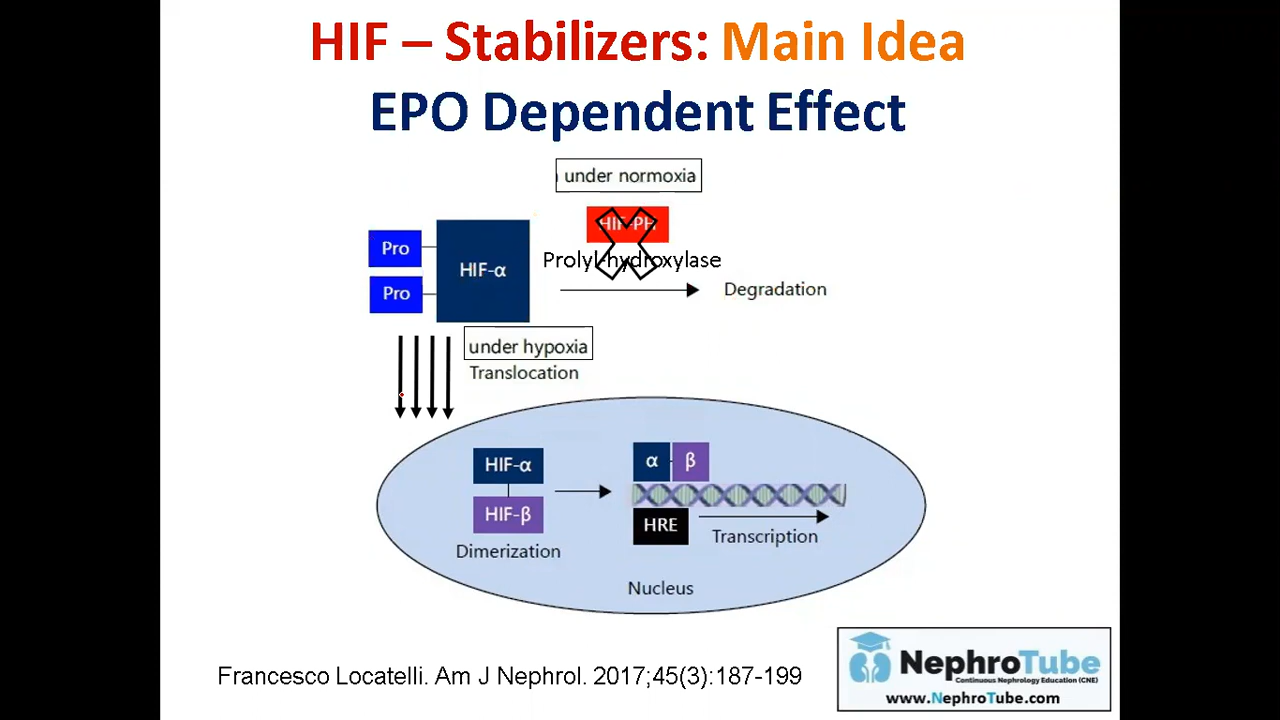 HIF – Stabilizers: Main Idea
EPO Dependent Effect
under normoxia
HIF-PH
Prolyl-hydroxylase
Pro
HIF-α
Pro
Degradation
under hypoxia
Translocation
HIF-α
HIF-β
Dimerization
α
β
HRE
Transcription
Nucleus
Francesco Locatelli. Am J Nephrol. 2017;45(3):187-199
NephroTube
Continuous Nephrology Education (CNE)
www.NephroTube.com